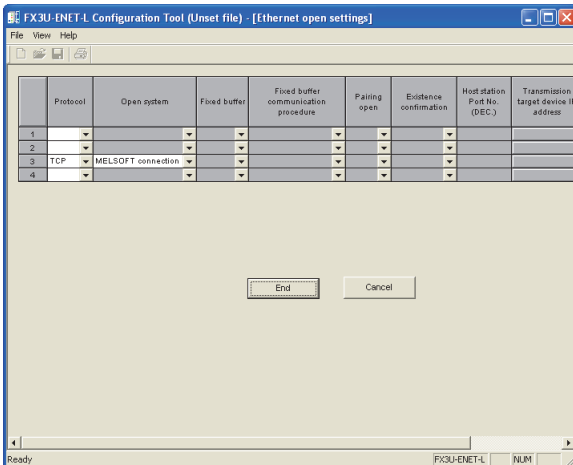 FX3U-ENET-L Configuration Tool (Unset file) - [Ethernet open settings]
File View Help
Protocol Open system Fixed buffer Fixed buffer communication procedure Pairing open Existence confirmation Host station Port No. (DEC.) Transmission target device address
1
2
3 TCP MELSOFT connection
4
End Cancel
Ready FX3U-ENET-L NUM